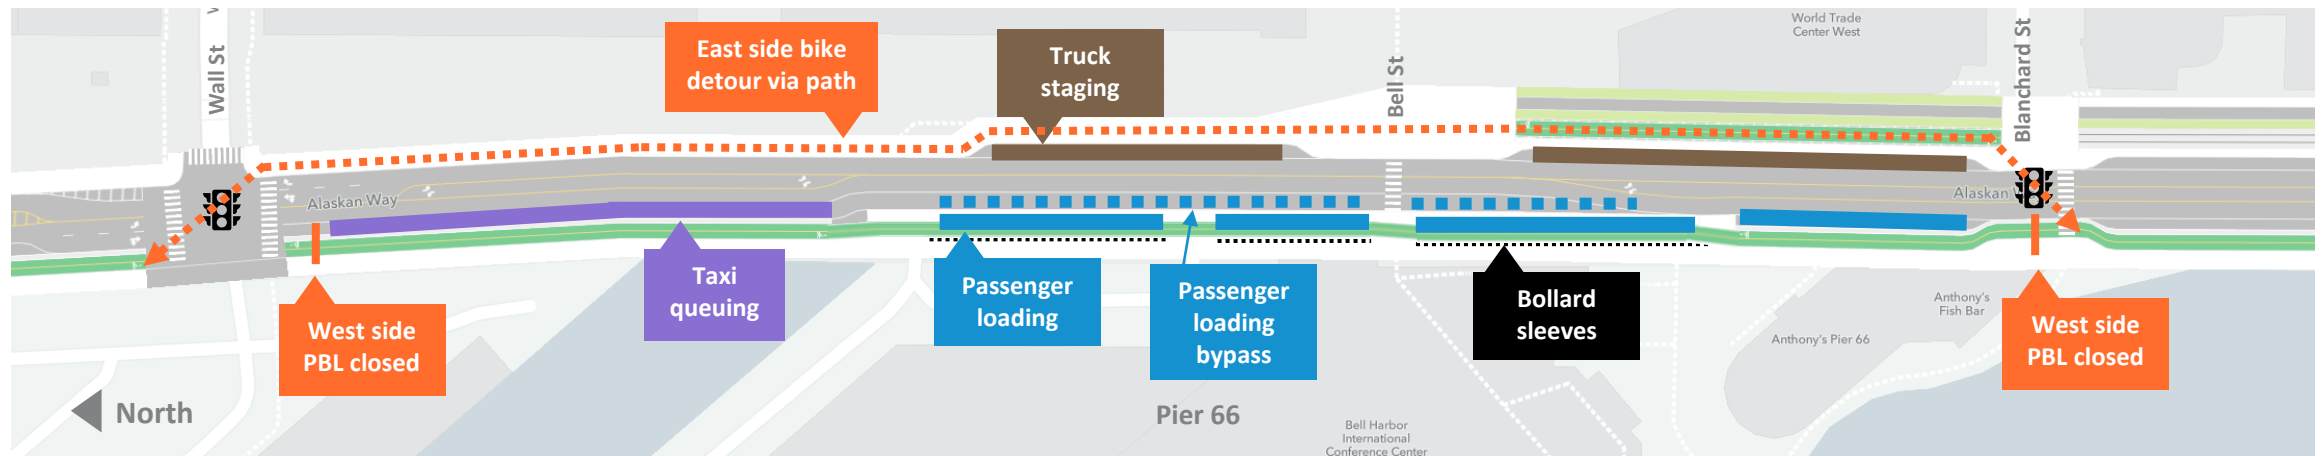 Wall St
East side bike
detour via path
Truck
staging
Bell St
World Trade
Center West
Blanchard St
Alaskan Way
Alaskan
West side
PBL closed
Taxi
queuing
Passenger
loading
Passenger
loading
bypass
Bollard
sleeves
Anthony's
Fish Bar
Anthony's Pier 66
West side
PBL closed
North
Pier 66
Bell Harbor
International
Conference Center